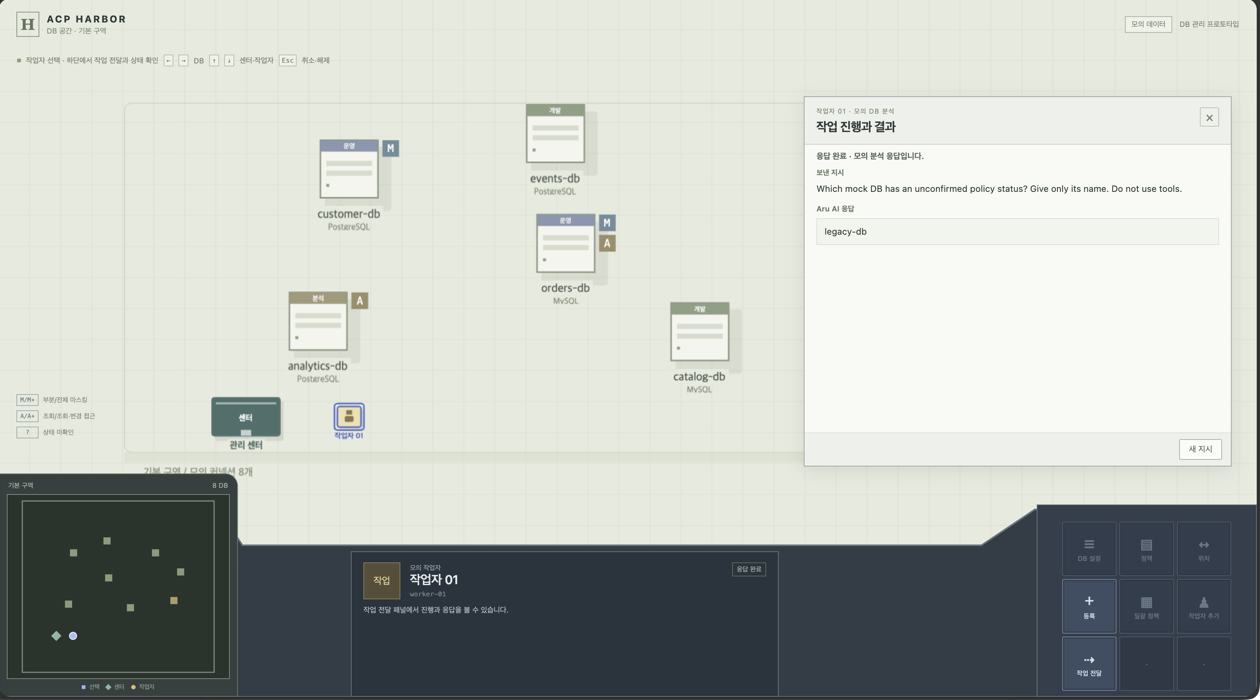 H
ACP HARBOR
DB 공간 · 기본 구역
모의 데이터
DB 관리 프로토타입
작업자 선택 · 하단에서 작업 전달과 상태 확인 ← → DB ↑ ↓ 센터·작업자 Esc 취소·해제
개발
events-db
PostgreSQL
운영
M
customer-db
PostgreSQL
운영
M
A
orders-db
MySQL
분석
A
analytics-db
PostgreSQL
개발
catalog-db
MySQL
센터
관리 센터
작업자 01
M/M+ 부분/전체 마스킹
A/A+ 조회/조회·변경 접근
? 상태 미확인
기본 구역 / 모의 커넥션 8개
작업자 01 · 모의 DB 분석
작업 진행과 결과
×
응답 완료 · 모의 분석 응답입니다.
보낸 지시
Which mock DB has an unconfirmed policy status? Give only its name. Do not use tools.
Aru AI 응답
legacy-db
새 지시
기본 구역
8 DB
선택 센터 작업자
작업
모의 작업자
작업자 01
worker-01
응답 완료
작업 전달 패널에서 진행과 응답을 볼 수 있습니다.
DB 설정
정책
위치
등록
일괄 정책
작업자 추가
작업 전달